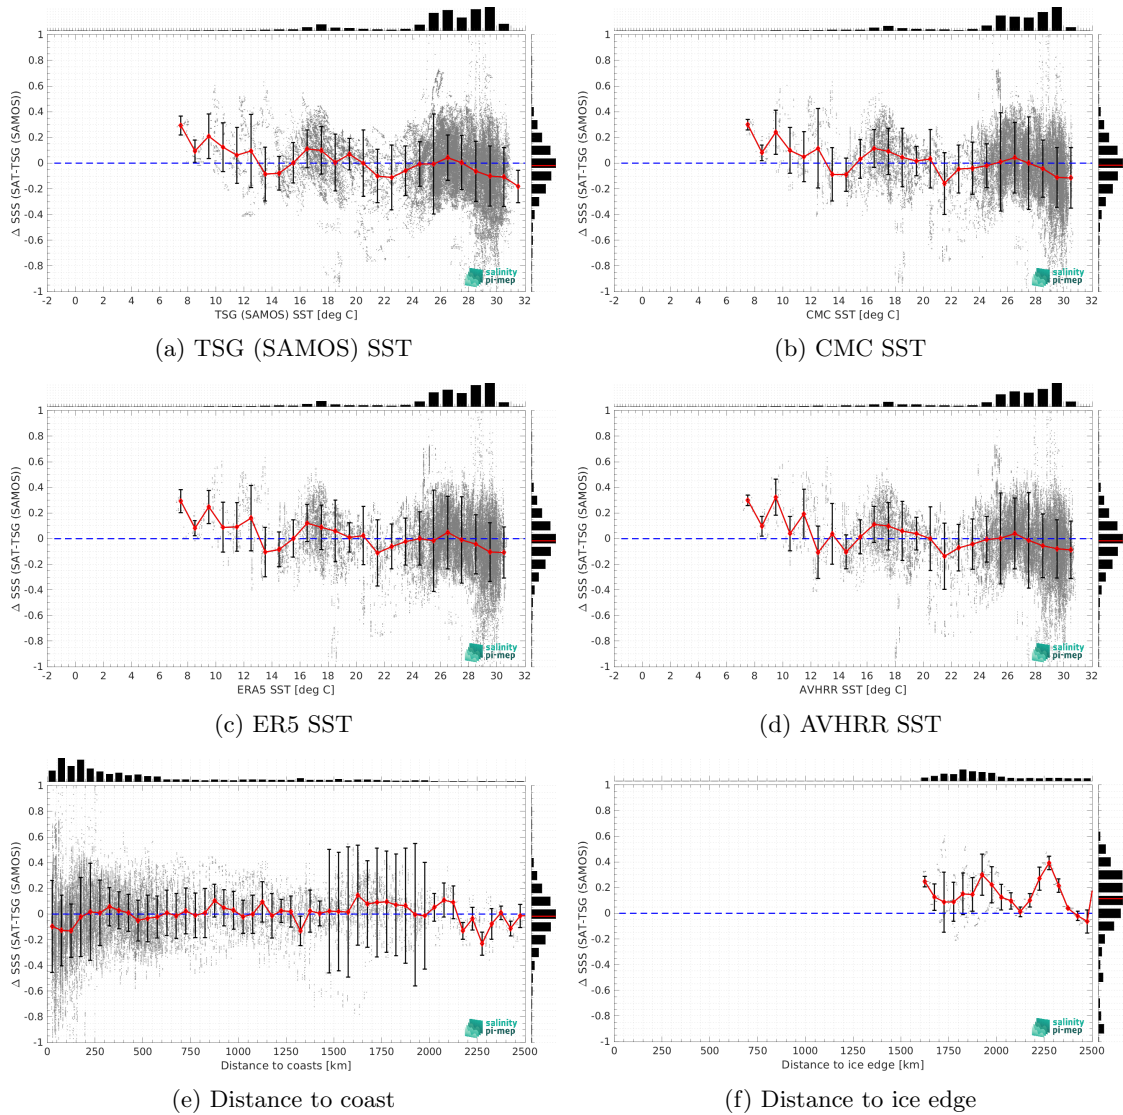 1
0.8
0.6
0.4
0.2
0
-0.2
-0.4
-0.6
-0.8
-1
Δ SSS (SAT-TSG (SAMOS))
salinity
pi-mep
-2 0 2 4 6 8 10 12 14 16 18 20 22 24 26 28 30 32
TSG (SAMOS) SST [deg C]
(a) TSG (SAMOS) SST
1
0.8
0.6
0.4
0.2
0
-0.2
-0.4
-0.6
-0.8
-1
Δ SSS (SAT-TSG (SAMOS))
salinity
pi-mep
-2 0 2 4 6 8 10 12 14 16 18 20 22 24 26 28 30 32
CMC SST [deg C]
(b) CMC SST
1
0.8
0.6
0.4
0.2
0
-0.2
-0.4
-0.6
-0.8
-1
Δ SSS (SAT-TSG (SAMOS))
salinity
pi-mep
-2 0 2 4 6 8 10 12 14 16 18 20 22 24 26 28 30 32
ERA5 SST [deg C]
(c) ER5 SST
1
0.8
0.6
0.4
0.2
0
-0.2
-0.4
-0.6
-0.8
-1
Δ SSS (SAT-TSG (SAMOS))
salinity
pi-mep
-2 0 2 4 6 8 10 12 14 16 18 20 22 24 26 28 30 32
AVHRR SST [deg C]
(d) AVHRR SST
1
0.8
0.6
0.4
0.2
0
-0.2
-0.4
-0.6
-0.8
-1
Δ SSS (SAT-TSG (SAMOS))
salinity
pi-mep
0 250 500 750 1000 1250 1500 1750 2000 2250 2500
Distance to coasts [km]
(e) Distance to coast
1
0.8
0.6
0.4
0.2
0
-0.2
-0.4
-0.6
-0.8
-1
Δ SSS (SAT-TSG (SAMOS))
salinity
pi-mep
0 250 500 750 1000 1250 1500 1750 2000 2250 2500
Distance to ice edge [km]
(f) Distance to ice edge